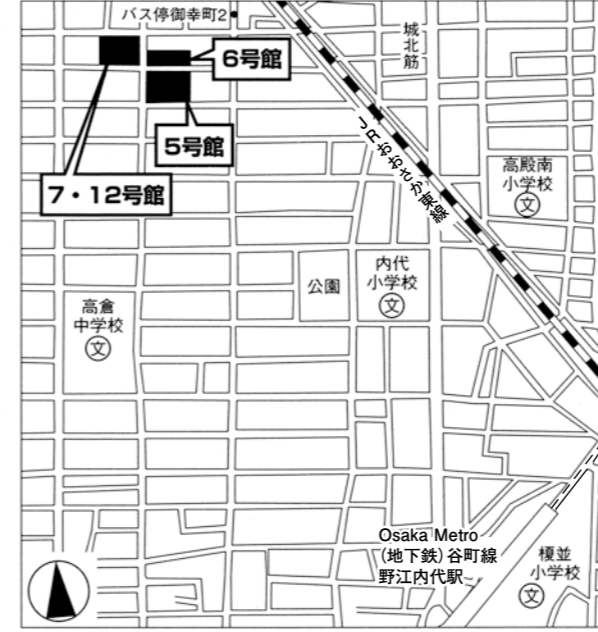 バス停御幸町2
6号館
城北筋
5号館
JRおおさか東線
7・12号館
高殿南
小学校
文
内代
小学校
文
公園
高倉
中学校
文
Osaka Metro
(地下鉄)谷町線
野江内代駅
榎並
小学校
文